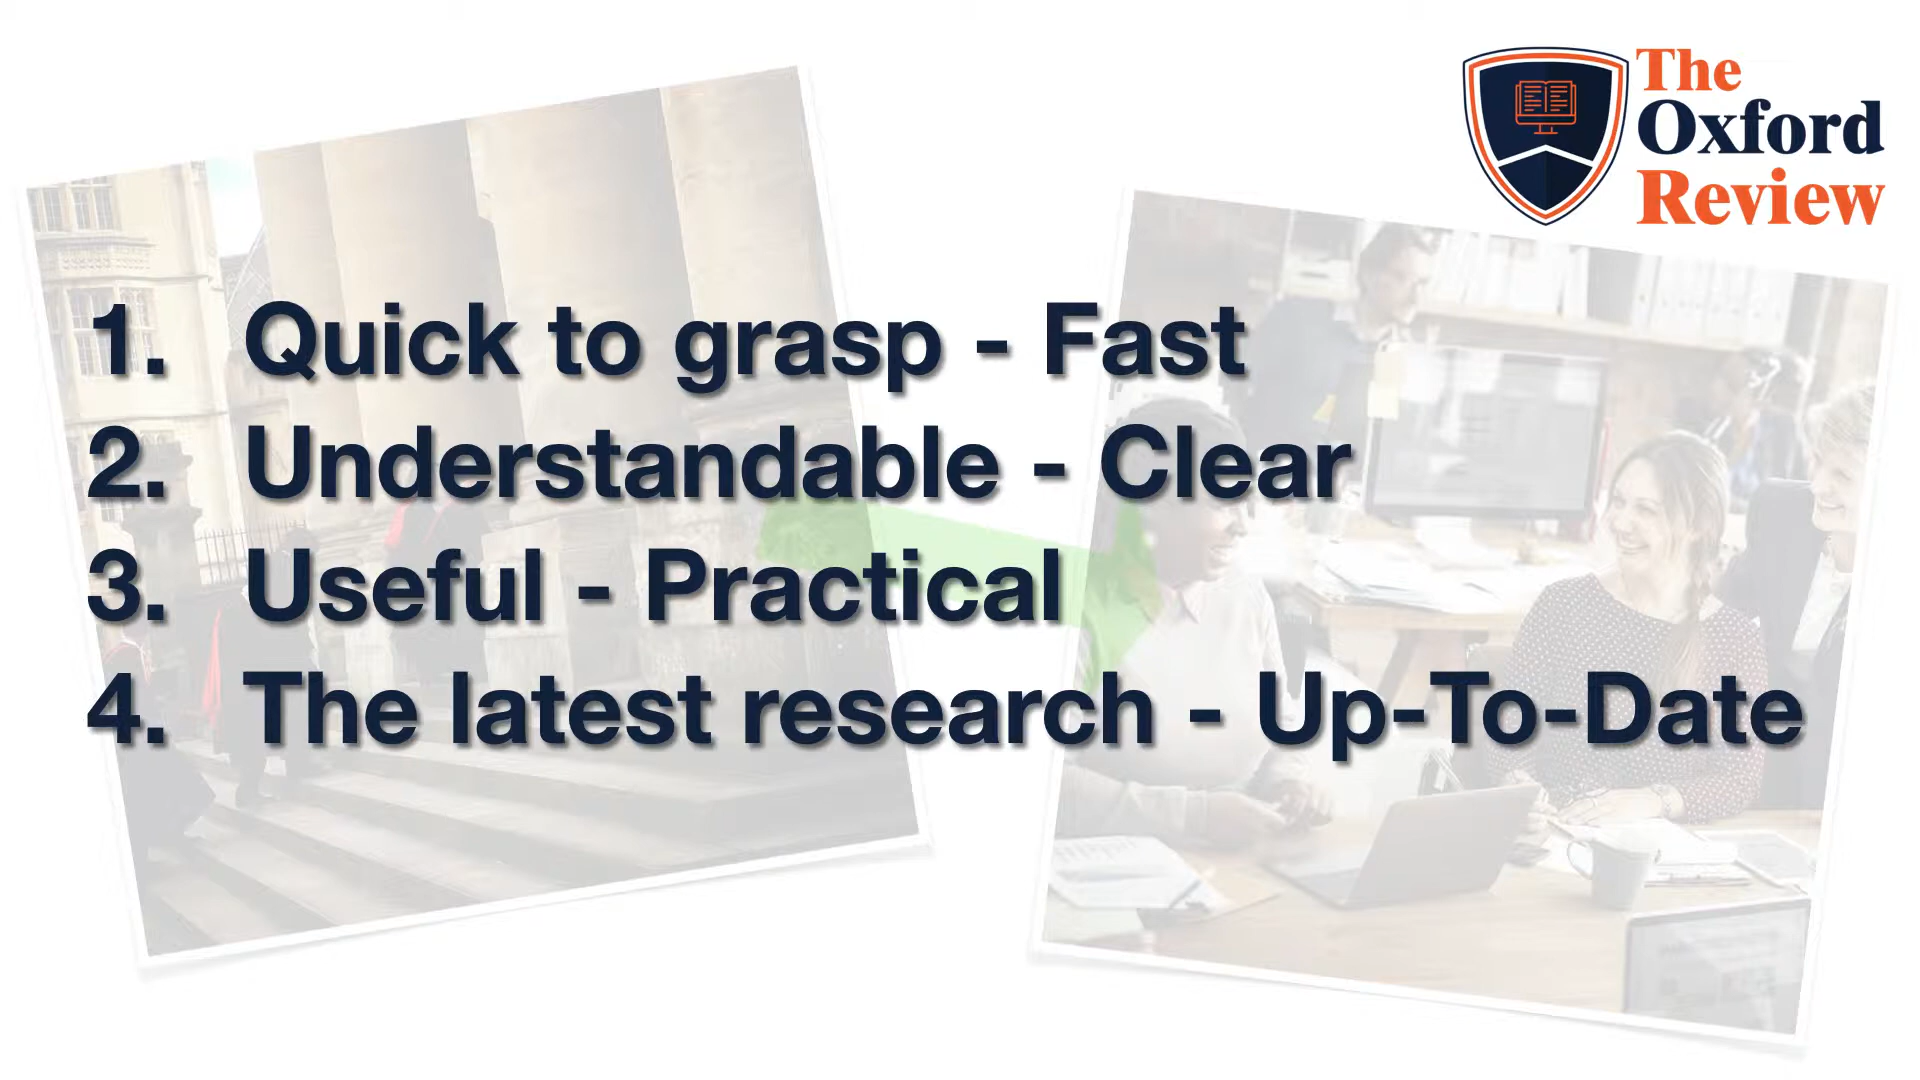 The
Oxford
Review
1. Quick to grasp - Fast
2. Understandable - Clear
3. Useful - Practical
4. The latest research - Up-To-Date